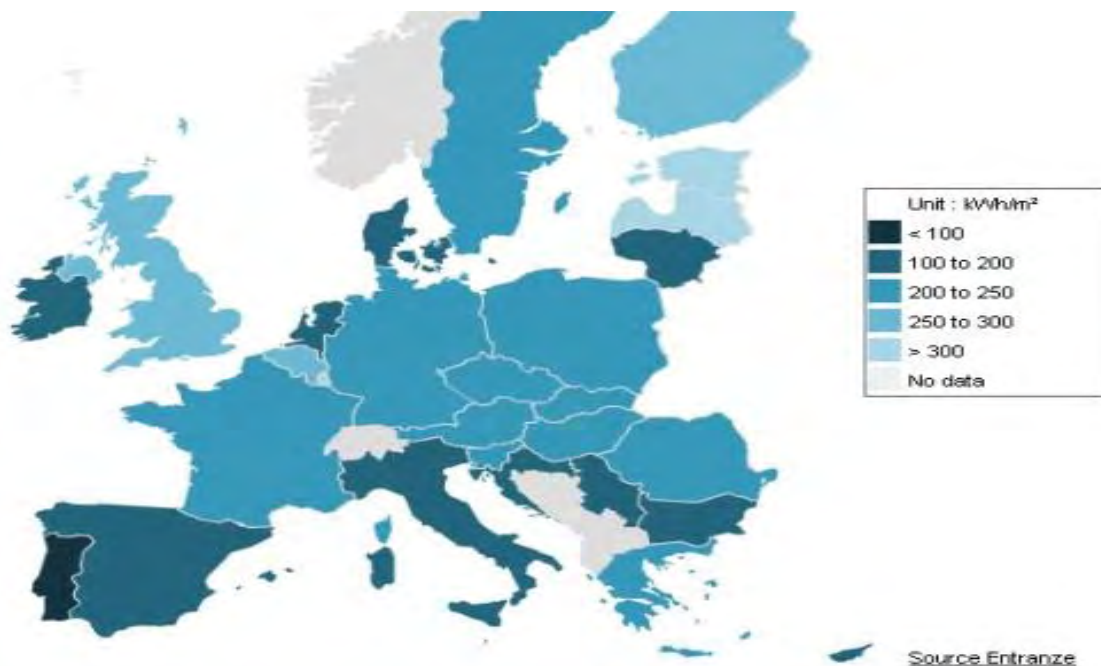 Unit : kWh/m²
< 100
100 to 200
200 to 250
250 to 300
> 300
No data
Source Entranze